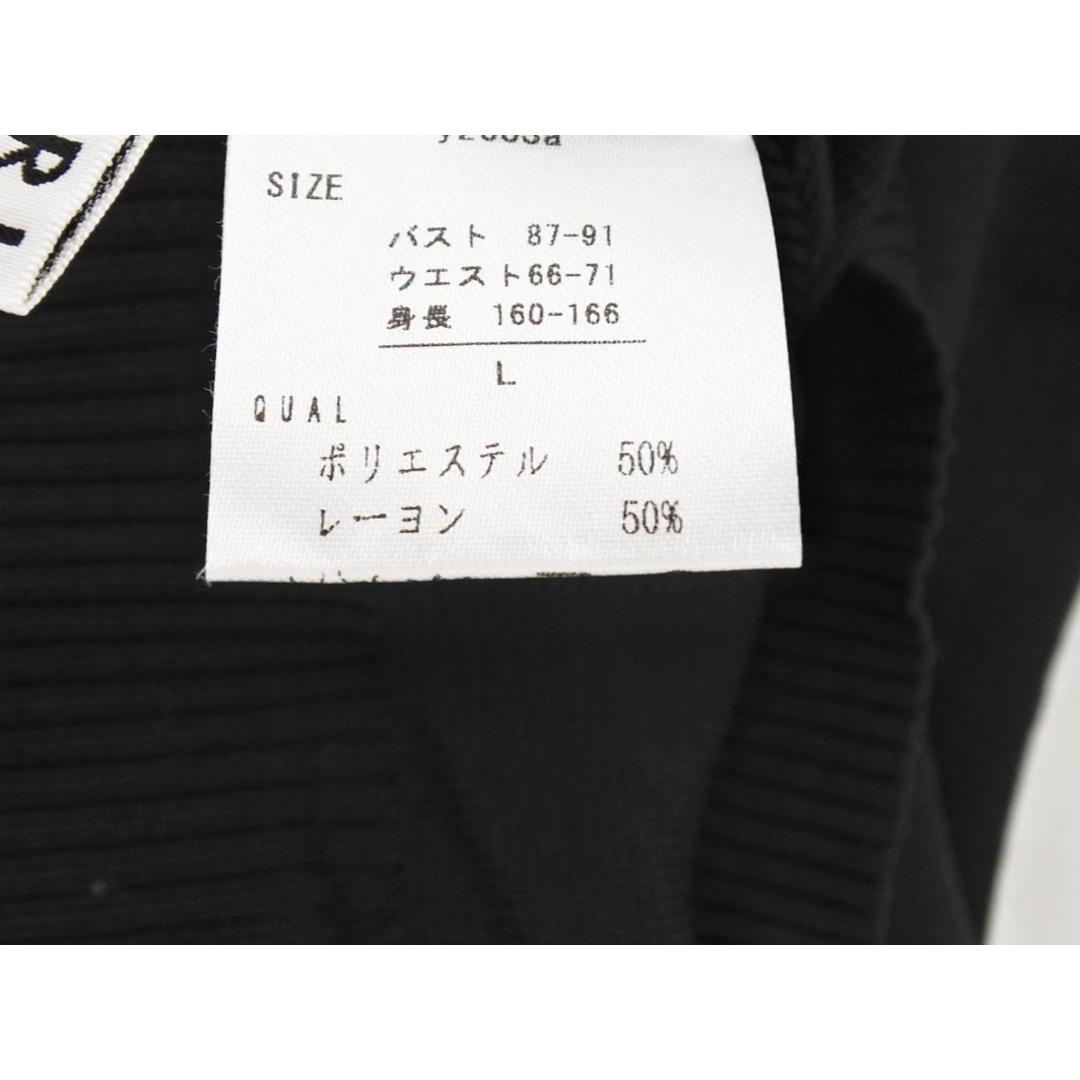 SIZE
バスト 87-91
ウエスト66-71
身長 160-166
L
QUAL
ポリエステル 50%
レーヨン 50%